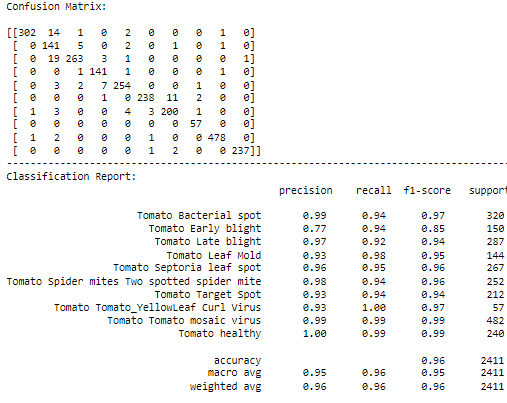 Confusion Matrix:
[[302 14 1 0 2 0 0 0 1 0]
[ 0 141 5 0 2 0 1 0 1 0]
[ 0 19 263 3 1 0 0 0 0 1]
[ 0 0 1 141 1 0 0 0 1 0]
[ 0 3 2 7 254 0 0 1 0 0]
[ 0 0 0 1 0 238 11 2 0 0]
[ 1 3 0 0 4 3 200 1 0 0]
[ 0 0 0 0 0 0 0 57 0 0]
[ 1 2 0 0 0 1 0 0 478 0]
[ 0 0 0 0 0 1 2 0 0 237]]
Classification Report:
precision recall f1-score support
Tomato Bacterial spot 0.99 0.94 0.97 320
Tomato Early blight 0.77 0.94 0.85 150
Tomato Late blight 0.97 0.92 0.94 287
Tomato Leaf Mold 0.93 0.98 0.95 144
Tomato Septoria leaf spot 0.96 0.95 0.96 267
Tomato Spider mites Two spotted spider mite 0.98 0.94 0.96 252
Tomato Target Spot 0.93 0.94 0.94 212
Tomato Tomato_YellowLeaf Curl Virus 0.93 1.00 0.97 57
Tomato Tomato mosaic virus 0.99 0.99 0.99 482
Tomato healthy 1.00 0.99 0.99 240
accuracy 0.96 2411
macro avg 0.95 0.96 0.95 2411
weighted avg 0.96 0.96 0.96 2411